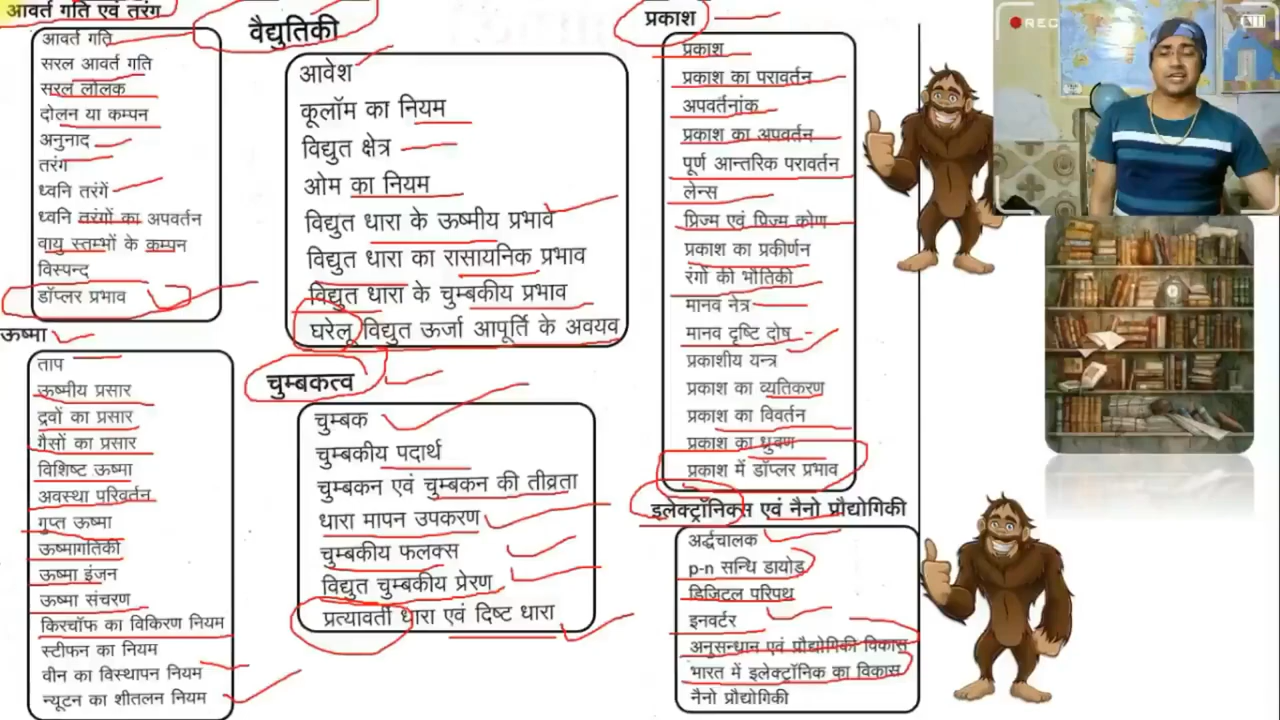 आवर्त गति एवं तरंग
आवर्त गति
सरल आवर्त गति
सरल लोलक
दोलन या कम्पन
अनुनाद
तरंग
ध्वनि तरंगें
ध्वनि तरंगों का अपवर्तन
वायु स्तम्भों के कम्पन
विस्पन्द
डॉप्लर प्रभाव
ऊष्मा
ताप
ऊष्मीय प्रसार
द्रवों का प्रसार
गैसों का प्रसार
विशिष्ट ऊष्मा
अवस्था परिवर्तन
गुप्त ऊष्मा
ऊष्मागतिकी
ऊष्मा इंजन
ऊष्मा संचरण
किरचॉफ का विकिरण नियम
स्टीफन का नियम
वीन का विस्थापन नियम
न्यूटन का शीतलन नियम
वैद्युतिकी
आवेश
कूलॉम का नियम
विद्युत क्षेत्र
ओम का नियम
विद्युत धारा के ऊष्मीय प्रभाव
विद्युत धारा का रासायनिक प्रभाव
विद्युत धारा के चुम्बकीय प्रभाव
घरेलू विद्युत ऊर्जा आपूर्ति के अवयव
चुम्बकत्व
चुम्बक
चुम्बकीय पदार्थ
चुम्बकन एवं चुम्बकन की तीव्रता
धारा मापन उपकरण
चुम्बकीय फलक्स
विद्युत चुम्बकीय प्रेरण
प्रत्यावर्ती धारा एवं दिष्ट धारा
प्रकाश
प्रकाश
प्रकाश का परावर्तन
अपवर्तनांक
प्रकाश का अपवर्तन
पूर्ण आन्तरिक परावर्तन
लेन्स
प्रिज्म एवं प्रिज्म कोण
प्रकाश का प्रकीर्णन
रंगों की भौतिकी
मानव नेत्र
मानव दृष्टि दोष
प्रकाशीय यन्त्र
प्रकाश का व्यतिकरण
प्रकाश का विवर्तन
प्रकाश का ध्रुवण
प्रकाश में डॉप्लर प्रभाव
इलेक्ट्रॉनिक्स एवं नैनो प्रौद्योगिकी
अर्द्धचालक
p-n सन्धि डायोड
डिजिटल परिपथ
इनवर्टर
अनुसन्धान एवं प्रौद्योगिकी विकास
भारत में इलेक्ट्रॉनिक का विकास
नैनो प्रौद्योगिकी
REC